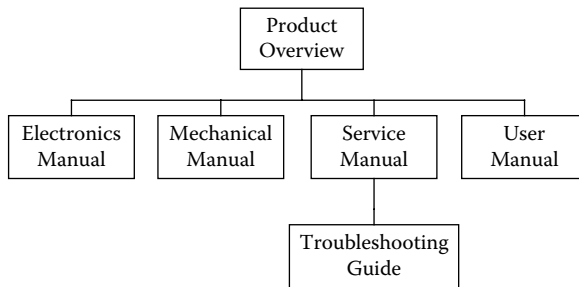 Product
Overview
Electronics
Manual
Mechanical
Manual
Service
Manual
User
Manual
Troubleshooting
Guide